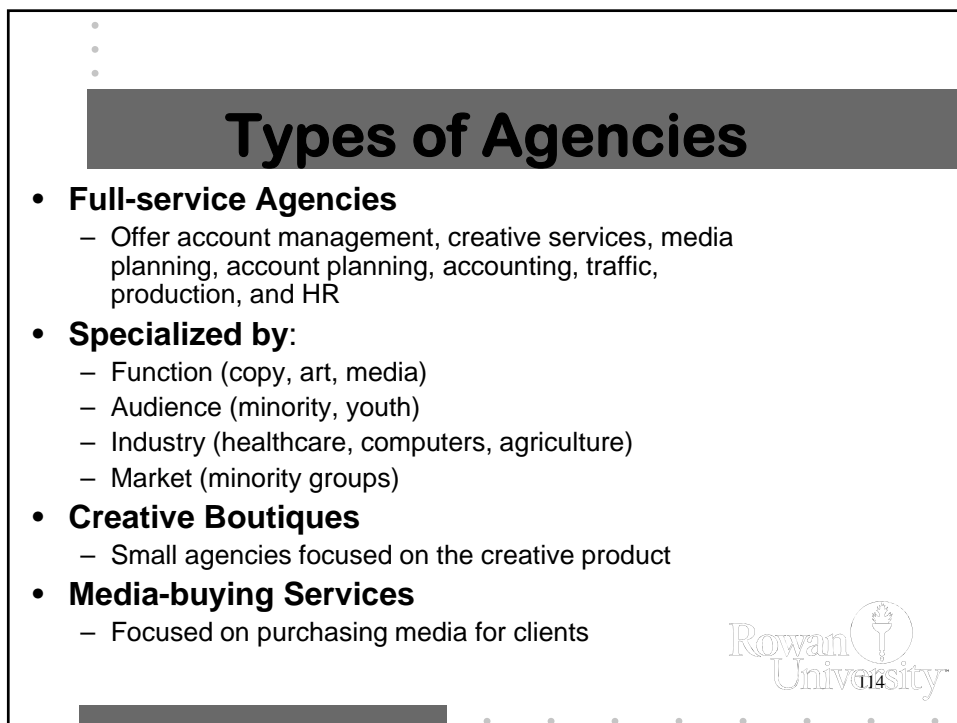 Types of Agencies
• Full-service Agencies
– Offer account management, creative services, media
planning, account planning, accounting, traffic,
production, and HR
• Specialized by:
– Function (copy, art, media)
– Audience (minority, youth)
– Industry (healthcare, computers, agriculture)
– Market (minority groups)
• Creative Boutiques
– Small agencies focused on the creative product
• Media-buying Services
– Focused on purchasing media for clients
Rowan
University
114